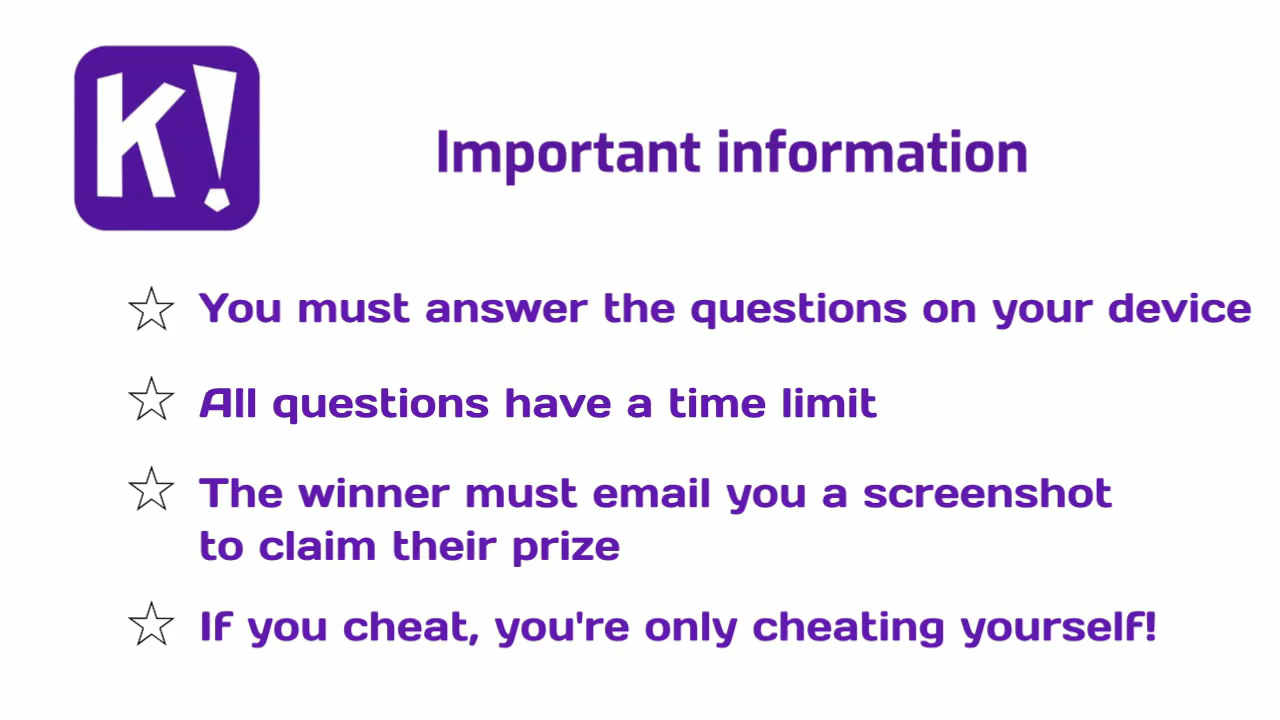 K!
Important information
You must answer the questions on your device
All questions have a time limit
The winner must email you a screenshot
to claim their prize
If you cheat, you're only cheating yourself!